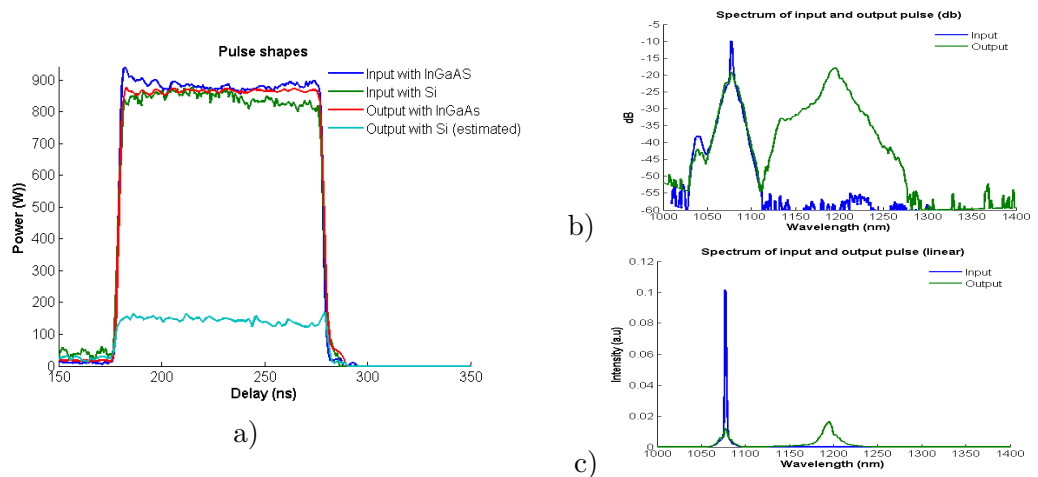 Pulse shapes
900
800
700
600
500
400
300
200
100
0
Power (W))
150
200
250
300
350
Delay (ns)
Input with InGaAS
Input with Si
Output with InGaAs
Output with Si (estimated)
a)
Spectrum of input and output pulse (db)
-5
-10
-15
-20
-25
-30
-35
-40
-45
-50
-55
-60
dB
1000
1050
1100
1150
1200
1250
1300
1350
1400
Wavelength (nm)
Input
Output
b)
Spectrum of input and output pulse (linear)
0.12
0.1
0.08
0.06
0.04
0.02
0
Intensity (a.u)
1000
1050
1100
1150
1200
1250
1300
1350
1400
Wavelength (nm)
Input
Output
c)